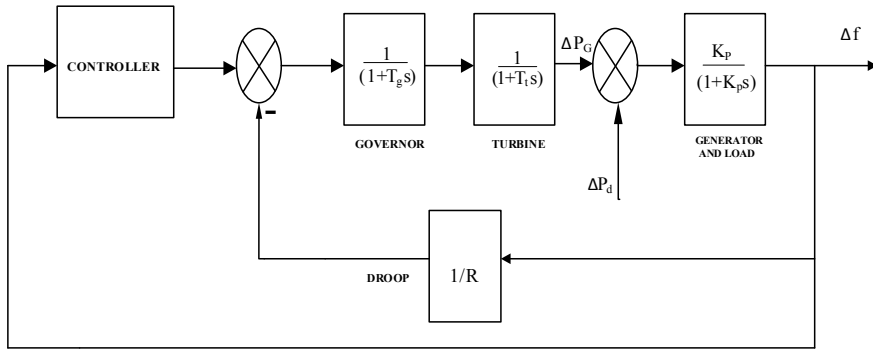 CONTROLLER
-
1
(1+T_g s)
GOVERNOR
1
(1+T_t s)
TURBINE
ΔP_G
ΔP_d
K_P
(1+K_p s)
GENERATOR
AND LOAD
Δf
DROOP
1/R